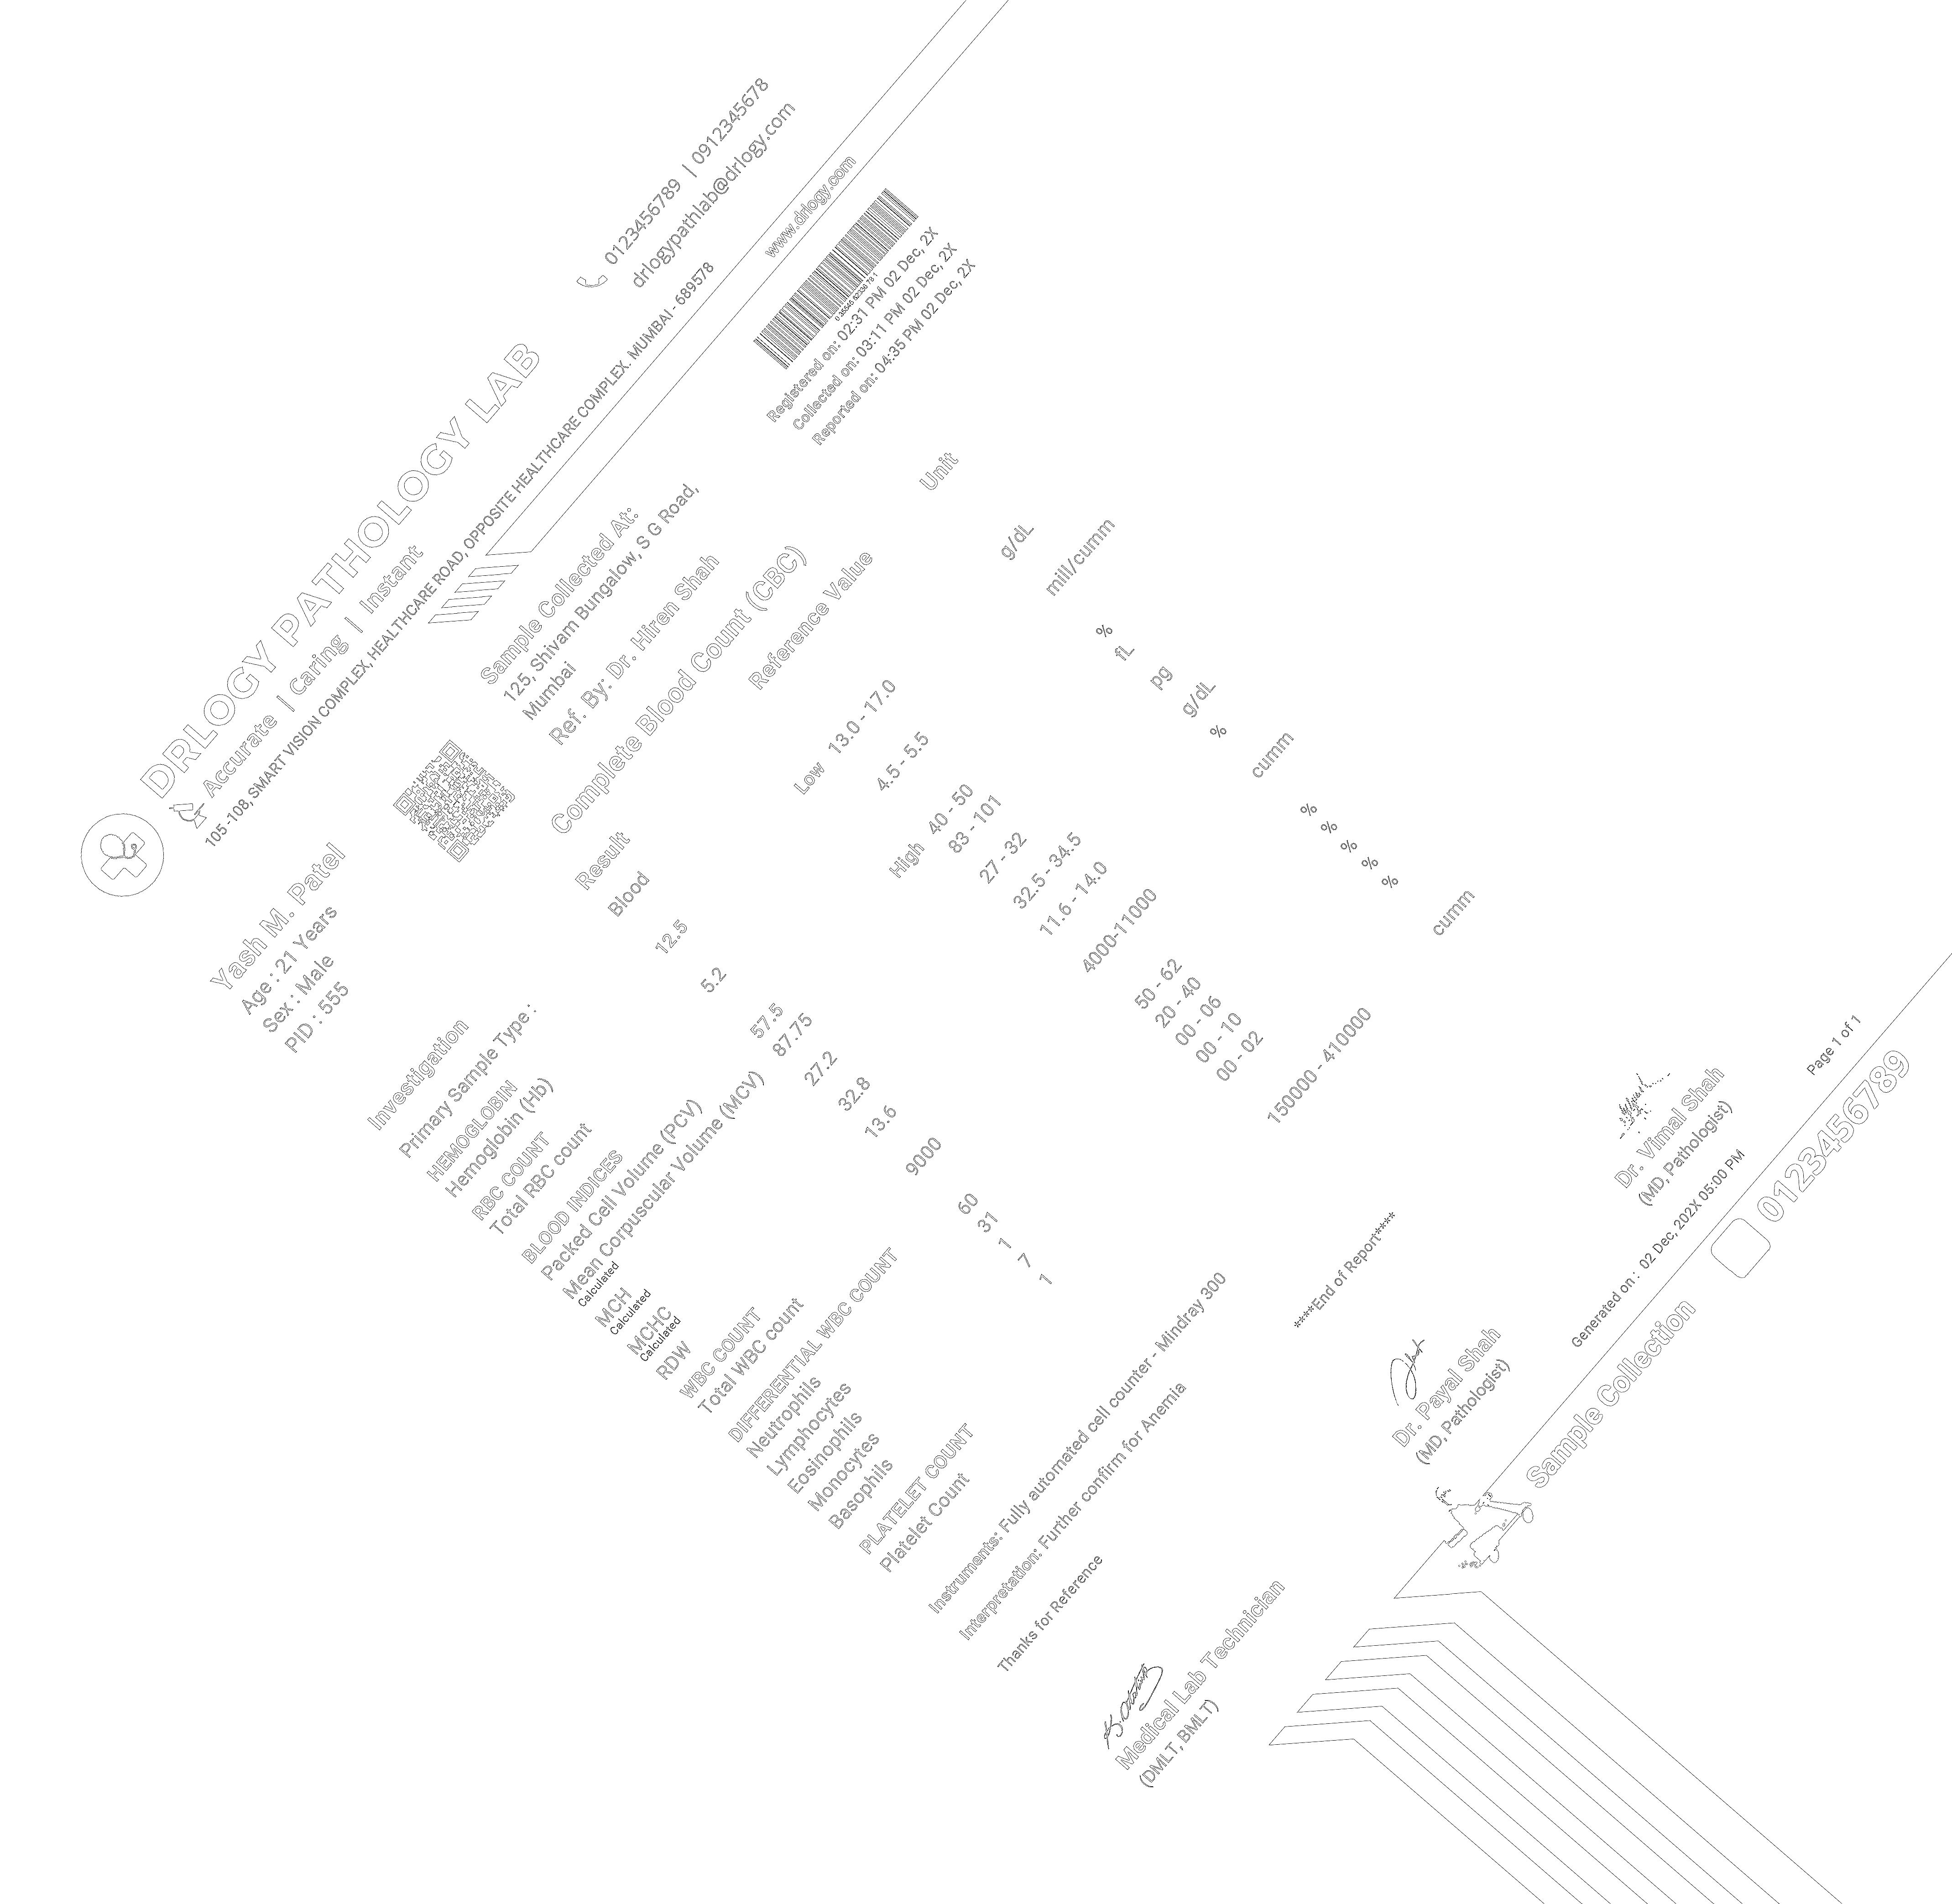 DRLOGY PATHOLOGY LAB
Accurate | Caring | Instant
0123456789 | 0912345678
drlogypathlab@drlogy.com
105 -108, SMART VISION COMPLEX, HEALTHCARE ROAD, OPPOSITE HEALTHCARE COMPLEX. MUMBAI - 689578
www.drlogy.com
Yash M. Patel
Age : 21 Years
Sex : Male
PID : 555
Sample Collected At:
125, Shivam Bungalow, S G Road,
Mumbai
Ref. By: Dr. Hiren Shah
Registered on: 02:31 PM 02 Dec, 2X
Collected on: 03:11 PM 02 Dec, 2X
Reported on: 04:35 PM 02 Dec, 2X
Complete Blood Count (CBC)
Investigation Result Reference Value Unit
Primary Sample Type : Blood
HEMOGLOBIN
Hemoglobin (Hb) 12.5 Low 13.0 - 17.0 g/dL
RBC COUNT
Total RBC count 5.2 4.5 - 5.5 mill/cumm
BLOOD INDICES
Packed Cell Volume (PCV) 57.5 High 40 - 50 %
Mean Corpuscular Volume (MCV) 87.75 83 - 101 fL
Calculated
MCH 27.2 27 - 32 pg
Calculated
MCHC 32.8 32.5 - 34.5 g/dL
Calculated
RDW 13.6 11.6 - 14.0 %
WBC COUNT
Total WBC count 9000 4000-11000 cumm
DIFFERENTIAL WBC COUNT
Neutrophils 60 50 - 62 %
Lymphocytes 31 20 - 40 %
Eosinophils 1 00 - 06 %
Monocytes 7 00 - 10 %
Basophils 1 00 - 02 %
PLATELET COUNT
Platelet Count 150000 - 410000 cumm
Instruments: Fully automated cell counter - Mindray 300
Interpretation: Further confirm for Anemia
Thanks for Reference
****End of Report****
Medical Lab Technician
(DMLT, BMLT)
Dr. Payal Shah
(MD, Pathologist)
Dr. Vimal Shah
(MD, Pathologist)
Generated on : 02 Dec, 202X 05:00 PM
Page 1 of 1
Sample Collection
0123456789